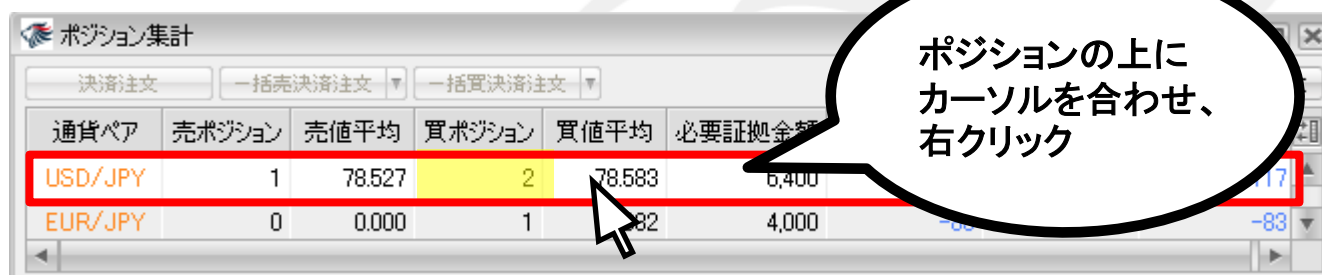 ポジション集計
決済注文 一括売決済注文 一括買決済注文
通貨ペア 売ポジション 売値平均 買ポジション 買値平均 必要証拠金額
USD/JPY 1 78.527 2 78.583 6,400
EUR/JPY 0 0.000 1 4,000 -83
ポジションの上に
カーソルを合わせ、
右クリック